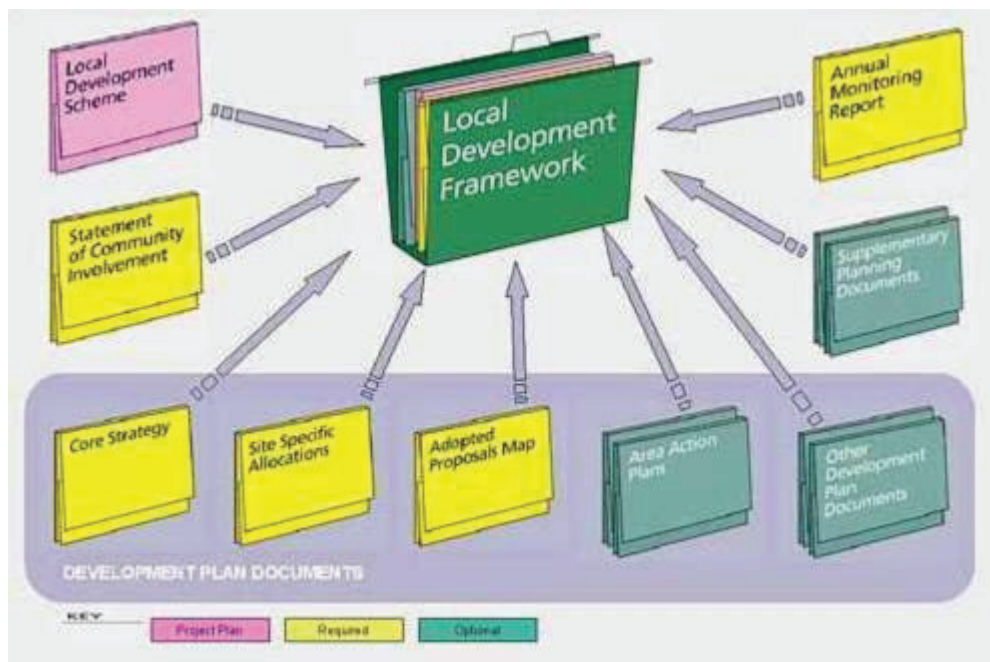 Local
Development
Scheme
Local
Development
Framework
Annual
Monitoring
Report
Statement
of Community
Involvement
Supplementary
Planning
Documents
Core Strategy
Site Specific
Allocations
Adopted
Proposals Map
Area Action
Plans
Other
Development
Plan
Documents
DEVELOPMENT PLAN DOCUMENTS
KEY
Project Plan
Required
Optional